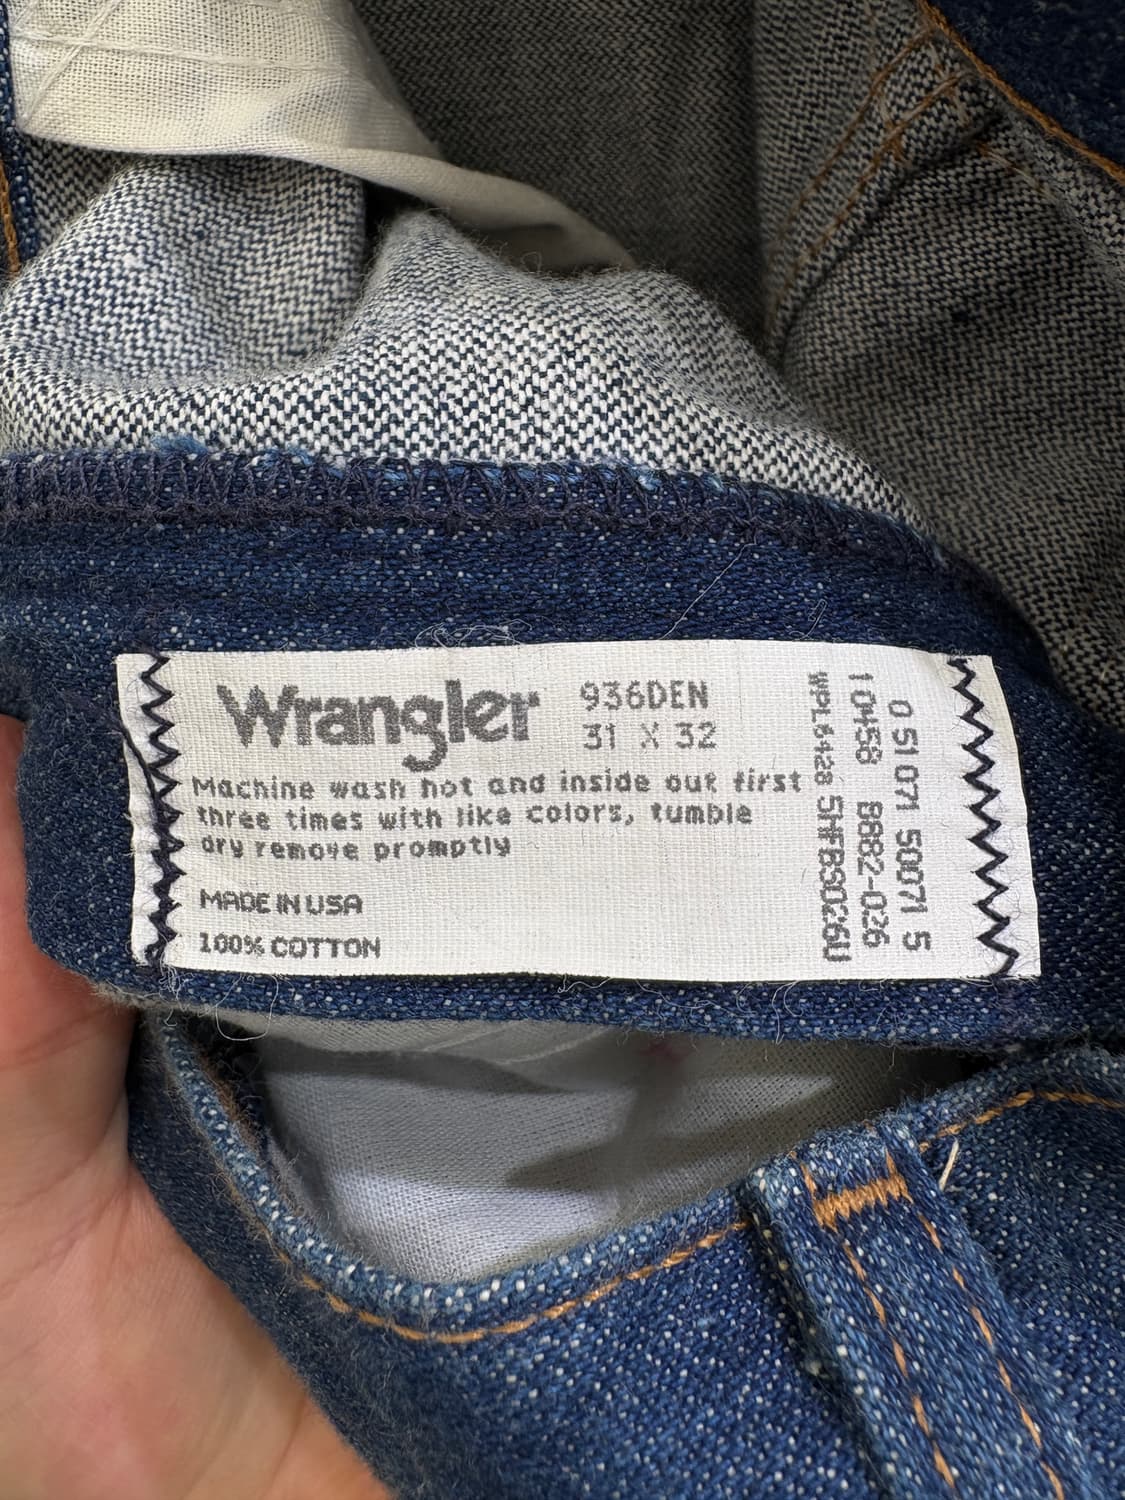 Wrangler
936DEN
31 X 32
Machine wash hot and inside out first
three times with like colors, tumble
dry remove promptly
MADE IN USA
100% COTTON
0 51071 50071 5
10458 8882-026
WPL6428 5HFBS026U